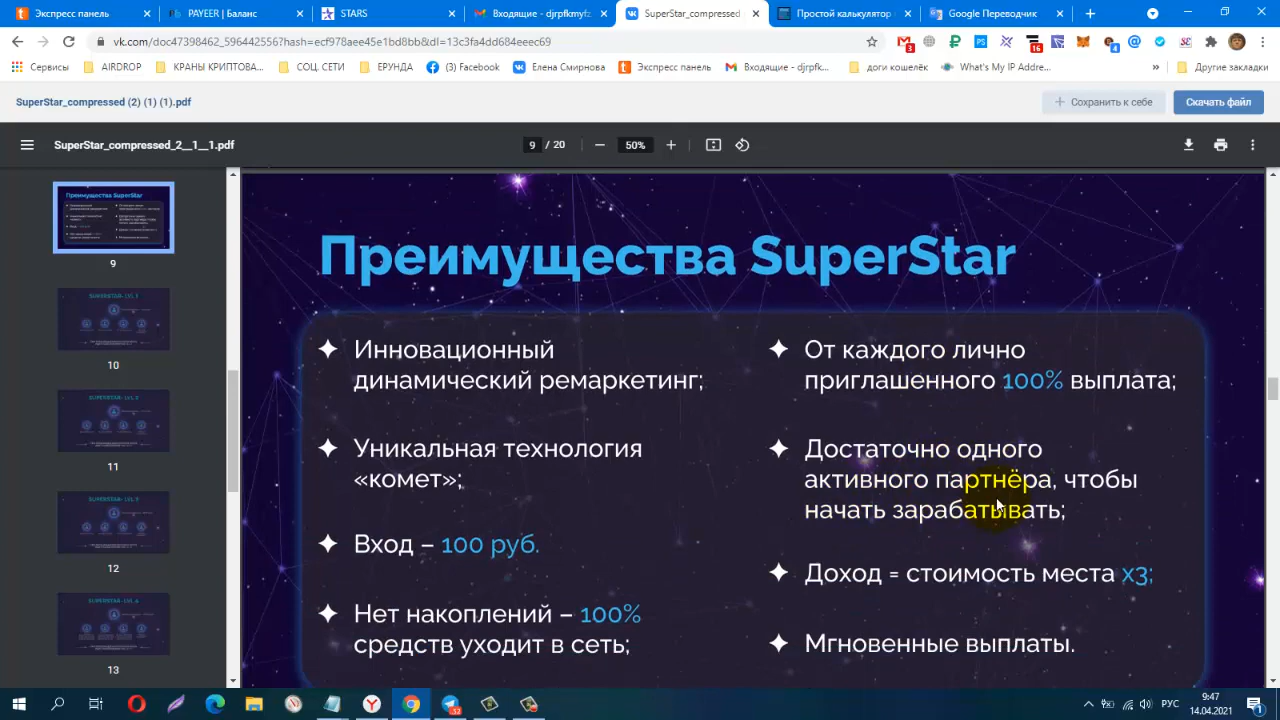 Экспресс панель
PAYEER | Баланс
STARS
Входящие - djrpfkmyfz
SuperStar_compressed
Простой калькулятор
Google Переводчик
vk.com/doc47398462_596442556?hash=ecf978aee45e1bd8bb&dl=13c3fa4dd684eeec69
Сервисы
AIRDROP
КРАНЫ КРИПТОВА...
СОЦ. СЕТИ
ЕРУНДА
(3) Facebook
Елена Смирнова
Экспресс панель
Входящие - djrpfk...
доги кошелёк
What's My IP Addre...
Другие закладки
SuperStar_compressed (2) (1) (1).pdf
Сохранить к себе
Скачать файл
SuperStar_compressed_2__1__1.pdf
9 / 20
50%
9
10
11
12
13
Преимущества SuperStar
Инновационный
динамический ремаркетинг;
Уникальная технология
«комет»;
Вход – 100 руб.
Нет накоплений – 100%
средств уходит в сеть;
От каждого лично
приглашенного 100% выплата;
Достаточно одного
активного партнёра, чтобы
начать зарабатывать;
Доход = стоимость места x3;
Мгновенные выплаты.
РУС
9:47
14.04.2021